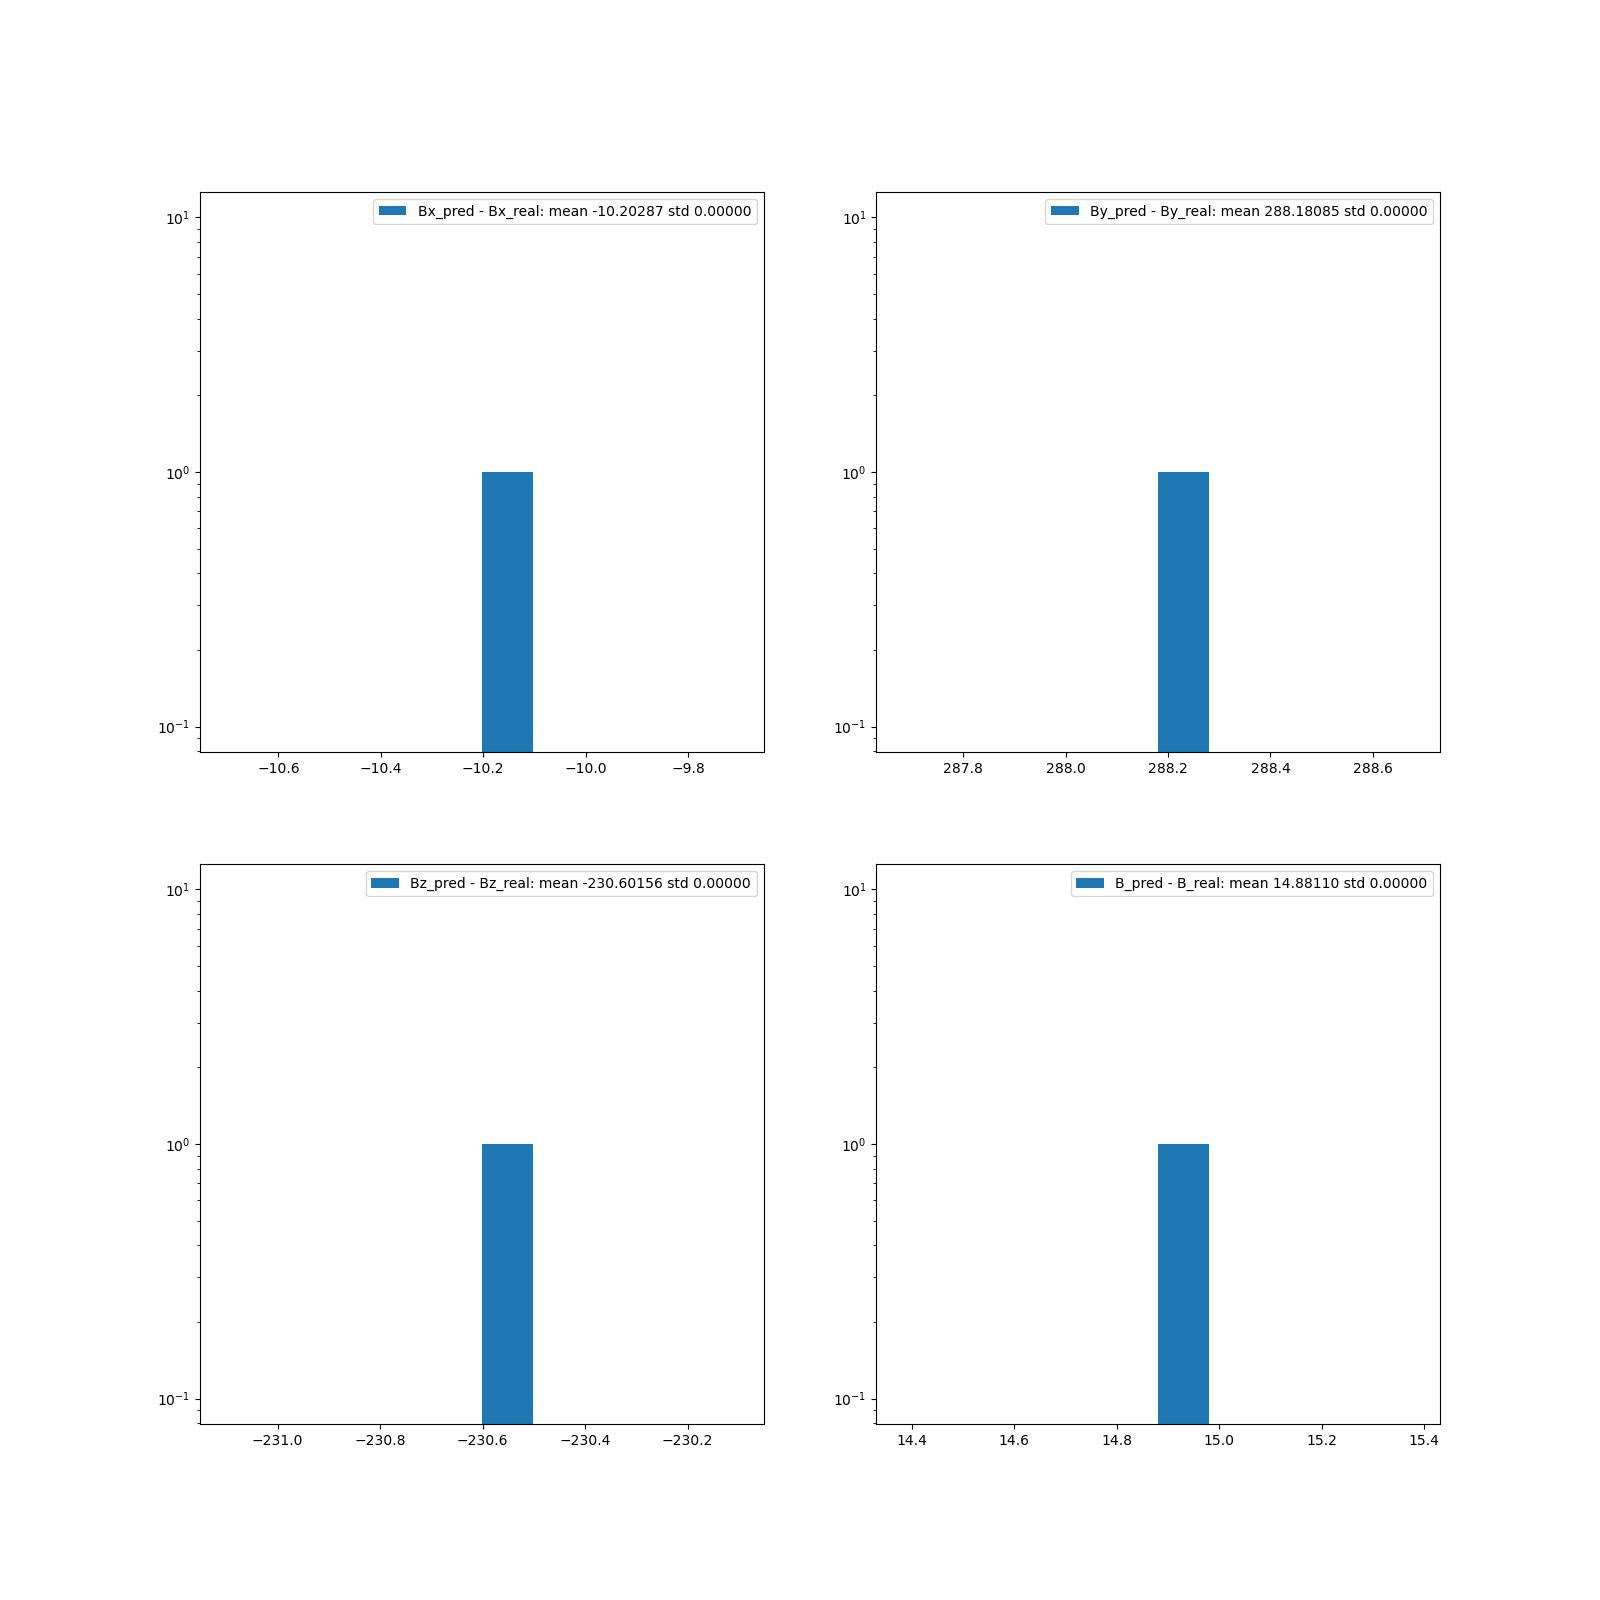 Bx_pred - Bx_real: mean -10.20287 std 0.00000
10¹
10⁰
10⁻¹
−10.6 −10.4 −10.2 −10.0 −9.8
By_pred - By_real: mean 288.18085 std 0.00000
10¹
10⁰
10⁻¹
287.8 288.0 288.2 288.4 288.6
Bz_pred - Bz_real: mean -230.60156 std 0.00000
10¹
10⁰
10⁻¹
−231.0 −230.8 −230.6 −230.4 −230.2
B_pred - B_real: mean 14.88110 std 0.00000
10¹
10⁰
10⁻¹
14.4 14.6 14.8 15.0 15.2 15.4